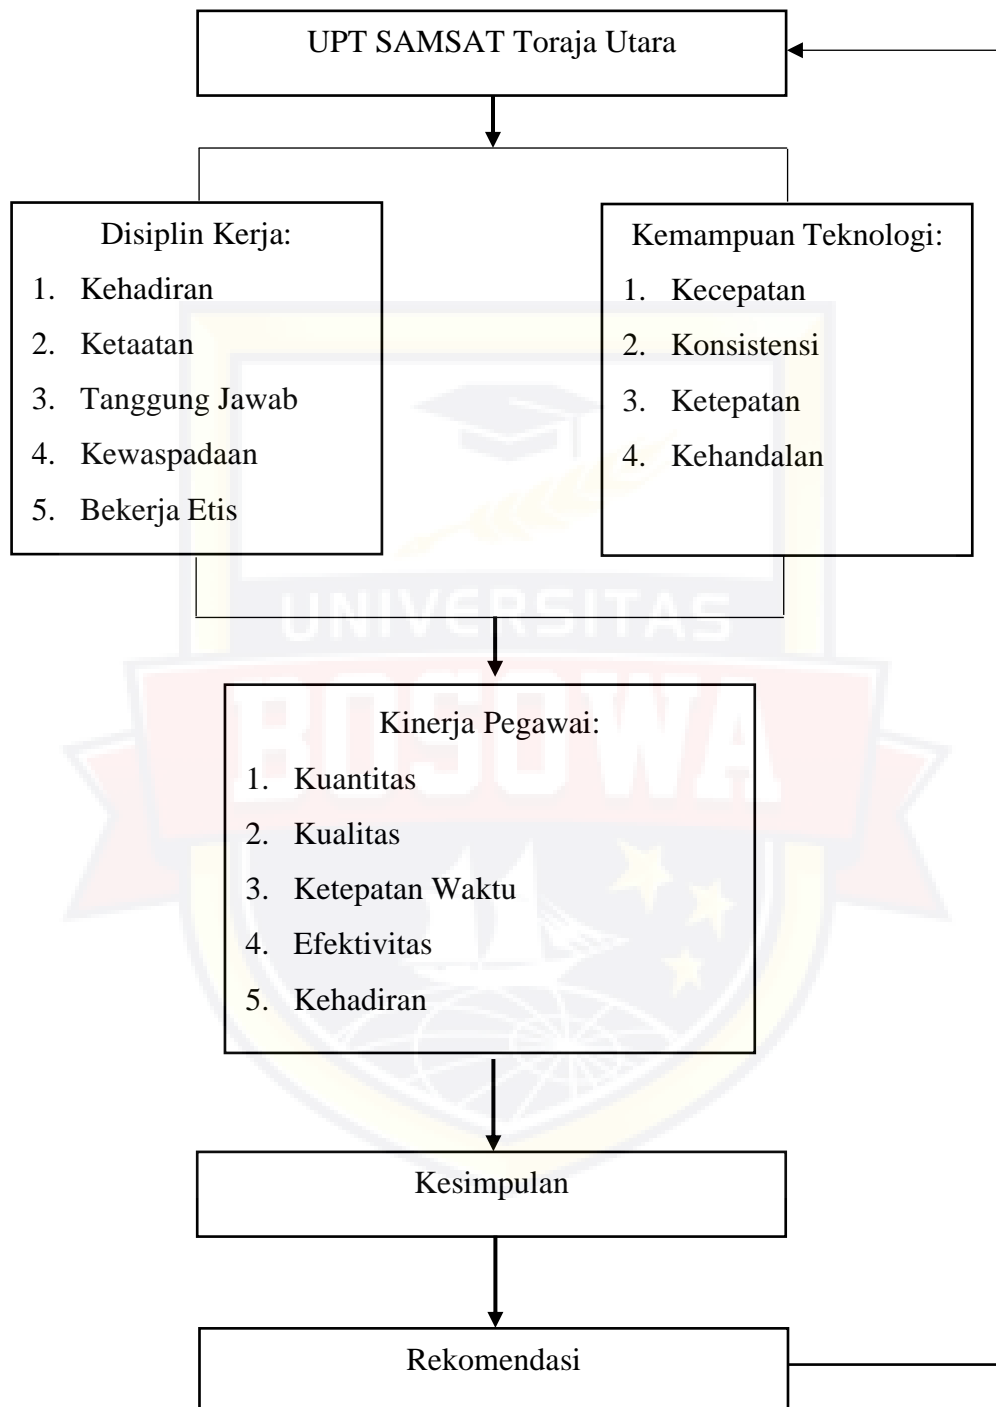 UPT SAMSAT Toraja Utara
Disiplin Kerja:
1. Kehadiran
2. Ketaatan
3. Tanggung Jawab
4. Kewaspadaan
5. Bekerja Etis
Kemampuan Teknologi:
1. Kecepatan
2. Konsistensi
3. Ketepatan
4. Kehandalan
UNIVERSITAS
BOSOWA
Kinerja Pegawai:
1. Kuantitas
2. Kualitas
3. Ketepatan Waktu
4. Efektivitas
5. Kehadiran
Kesimpulan
Rekomendasi